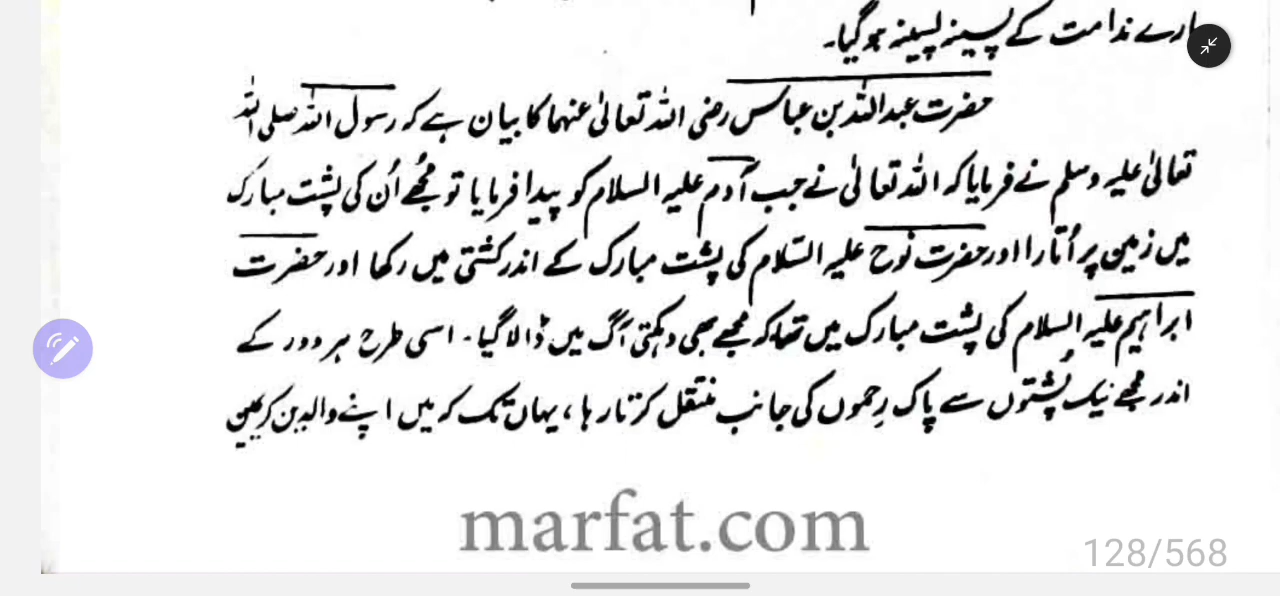 مارے ندامت کے پسینہ پسینہ ہو گیا۔
حضرت عبداللہ بن عباس رضی اللہ تعالیٰ عنہما کا بیان ہے کہ رسول اللہ صلی اللہ
تعالیٰ علیہ وسلم نے فرمایا کہ اللہ تعالیٰ نے جب آدم علیہ السلام کو پیدا فرمایا تو مجھے اُن کی پشت مبارک
میں زمین پر اُتارا اور حضرت نوح علیہ السّلام کی پشت مبارک کے اندر کشتی میں رکھا اور حضرت
ابراہیم علیہ السلام کی پشت مبارک میں تھا کہ مجھے بھی دہکتی آگ میں ڈالا گیا۔ اسی طرح ہر دور کے
اندر مجھے نیک پُشتوں سے پاک رِحموں کی جانب منتقل کرتا رہا، یہاں تک کہ میں اپنے والدین کریمین
marfat.com
128/568